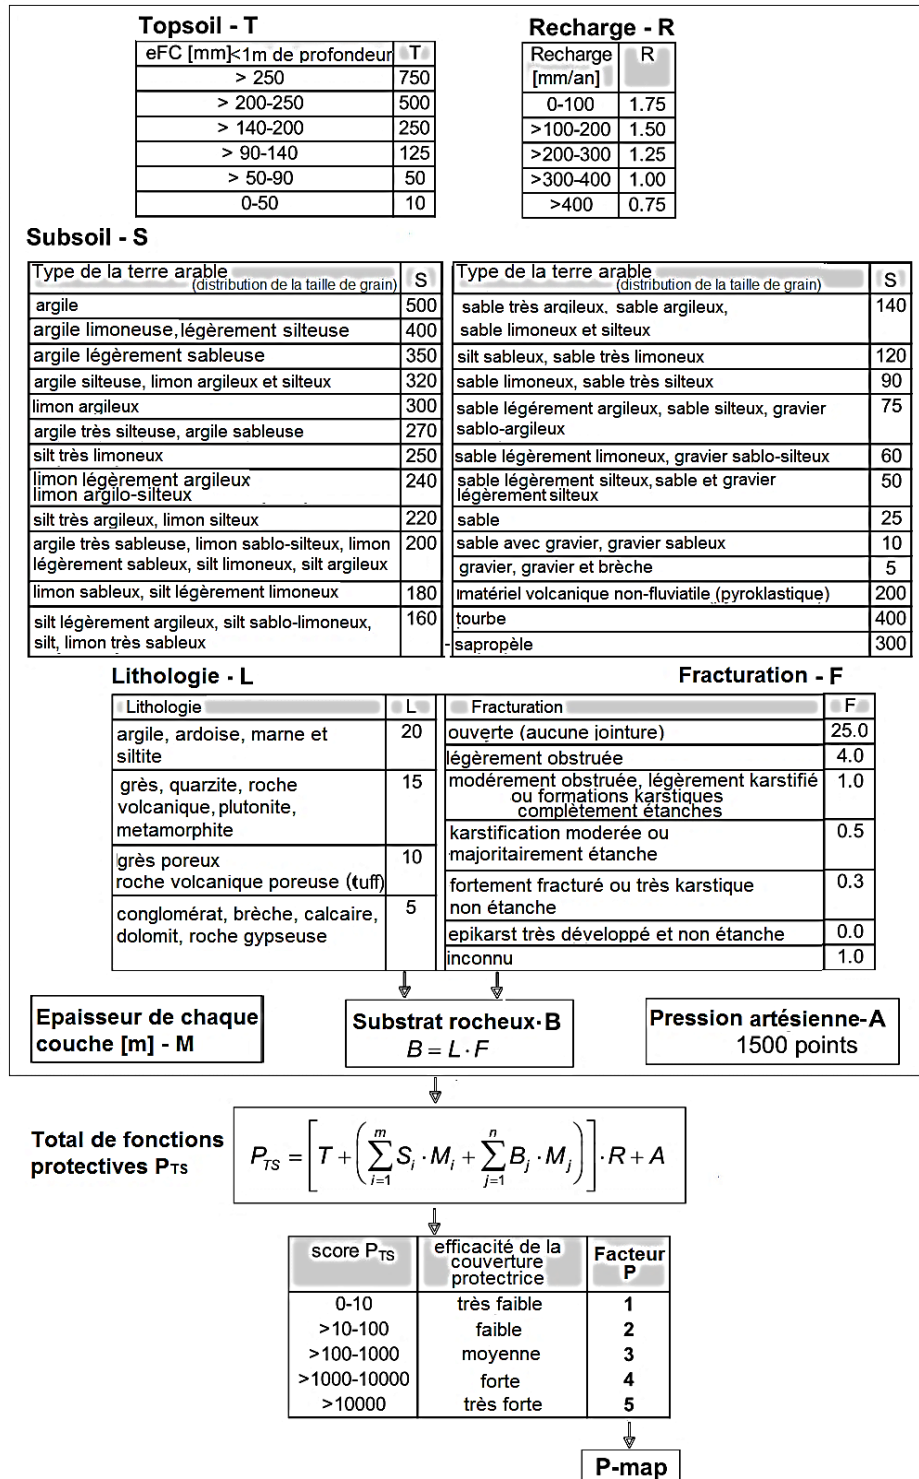 Topsoil - T
eFC [mm] <1m de profondeur T
> 250 750
> 200-250 500
> 140-200 250
> 90-140 125
> 50-90 50
0-50 10
Recharge - R
Recharge R
[mm/an]
0-100 1.75
>100-200 1.50
>200-300 1.25
>300-400 1.00
>400 0.75
Subsoil - S
Type de la terre arable S
(distribution de la taille de grain)
argile 500
argile limoneuse, légèrement silteuse 400
argile légèrement sableuse 350
argile silteuse, limon argileux et silteux 320
limon argileux 300
argile très silteuse, argile sableuse 270
silt très limoneux 250
limon légèrement argileux 240
limon argilo-silteux
silt très argileux, limon silteux 220
argile très sableuse, limon sablo-silteux, limon 200
légèrement sableux, silt limoneux, silt argileux
limon sableux, silt légèrement limoneux 180
silt légèrement argileux, silt sablo-limoneux, 160
silt, limon très sableux
Type de la terre arable S
(distribution de la taille de grain)
sable très argileux, sable argileux, 140
sable limoneux et silteux
silt sableux, sable très limoneux 120
sable limoneux, sable très silteux 90
sable légérement argileux, sable silteux, gravier 75
sablo-argileux
sable légèrement limoneux, gravier sablo-silteux 60
sable légèrement silteux, sable et gravier 50
légèrement silteux
sable 25
sable avec gravier, gravier sableux 10
gravier, gravier et brèche 5
matériel volcanique non-fluviatile (pyroklastique) 200
tourbe 400
sapropèle 300
Lithologie - L
Lithologie L
argile, ardoise, marne et 20
siltite
grès, quarzite, roche 15
volcanique, plutonite,
metamorphite
grès poreux 10
roche volcanique poreuse (tuff)
conglomérat, brèche, calcaire, 5
dolomit, roche gypseuse
Fracturation - F
Fracturation F
ouverte (aucune jointure) 25.0
légèrement obstruée 4.0
modérement obstruée, légèrement karstifié 1.0
ou formations karstiques
complètement étanches
karstification moderée ou 0.5
majoritairement étanche
fortement fracturé ou très karstique 0.3
non étanche
epikarst très développé et non étanche 0.0
inconnu 1.0
Epaisseur de chaque
couche [m] - M
Substrat rocheux - B
B = L · F
Pression artésienne-A
1500 points
Total de fonctions
protectives PTS
P_TS = [T + (∑_{i=1}^{m} S_i · M_i + ∑_{j=1}^{n} B_j · M_j)] · R + A
score PTS efficacité de la couverture protectrice Facteur P
0-10 très faible 1
>10-100 faible 2
>100-1000 moyenne 3
>1000-10000 forte 4
>10000 très forte 5
P-map